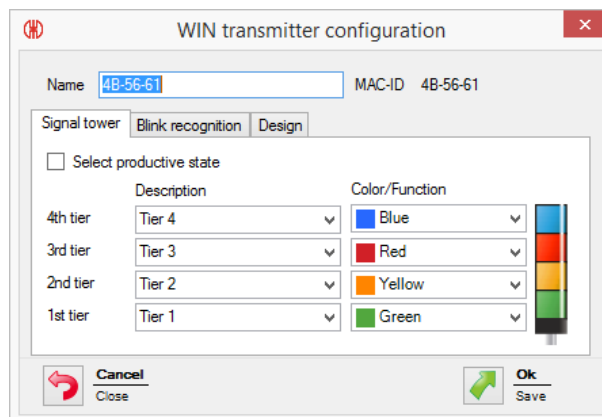 WIN transmitter configuration
Name 4B-56-61 MAC-ID 4B-56-61
Signal tower Blink recognition Design
Select productive state
Description Color/Function
4th tier Tier 4 Blue
3rd tier Tier 3 Red
2nd tier Tier 2 Yellow
1st tier Tier 1 Green
Cancel Ok
Close Save